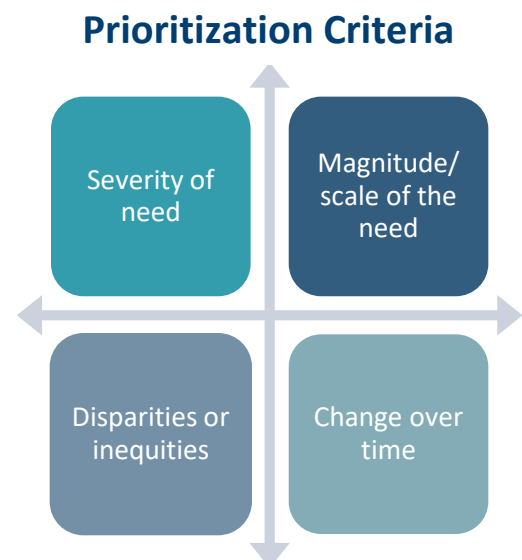 Prioritization Criteria
Severity of
need
Magnitude/
scale of the
need
Disparities or
inequities
Change over
time